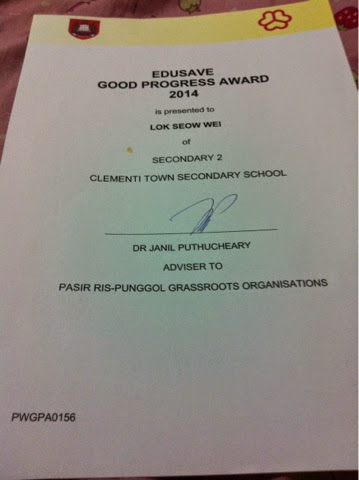 EDUSAVE
GOOD PROGRESS AWARD
2014
is presented to
LOK SEOW WEI
of
SECONDARY 2
CLEMENTI TOWN SECONDARY SCHOOL
DR JANIL PUTHUCHEARY
ADVISER TO
PASIR RIS-PUNGGOL GRASSROOTS ORGANISATIONS
PWGPA0156